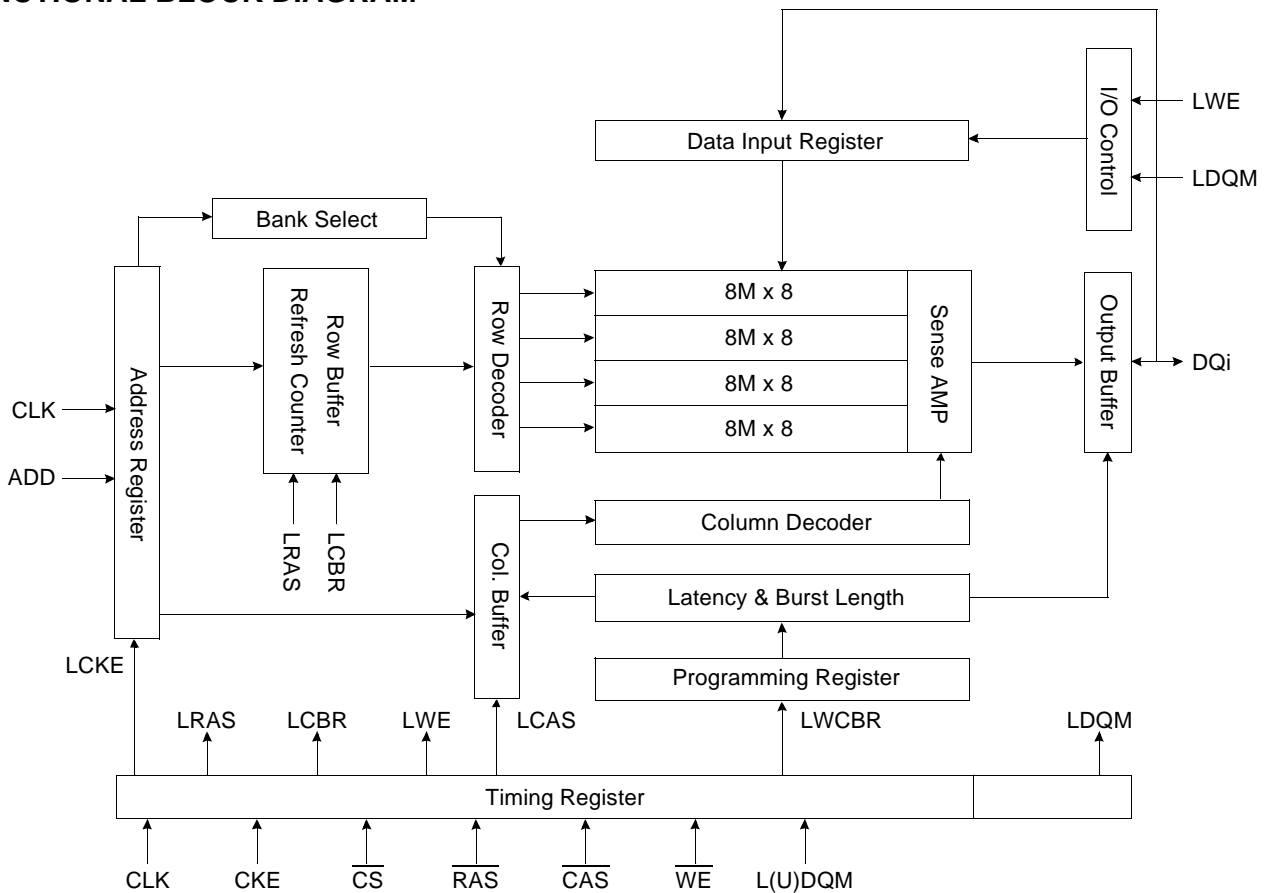 I/O Control
LWE
Data Input Register
LDQM
Bank Select
8M x 8
8M x 8
8M x 8
8M x 8
Refresh Counter
Row Buffer
Row Decoder
Sense AMP
Output Buffer
DQi
Address Register
CLK
ADD
LRAS
LCBR
Col. Buffer
Column Decoder
Latency & Burst Length
Programming Register
LCKE
LRAS
LCBR
LWE
LCAS
LWCBR
LDQM
Timing Register
CLK
CKE
CS
RAS
CAS
WE
L(U)DQM